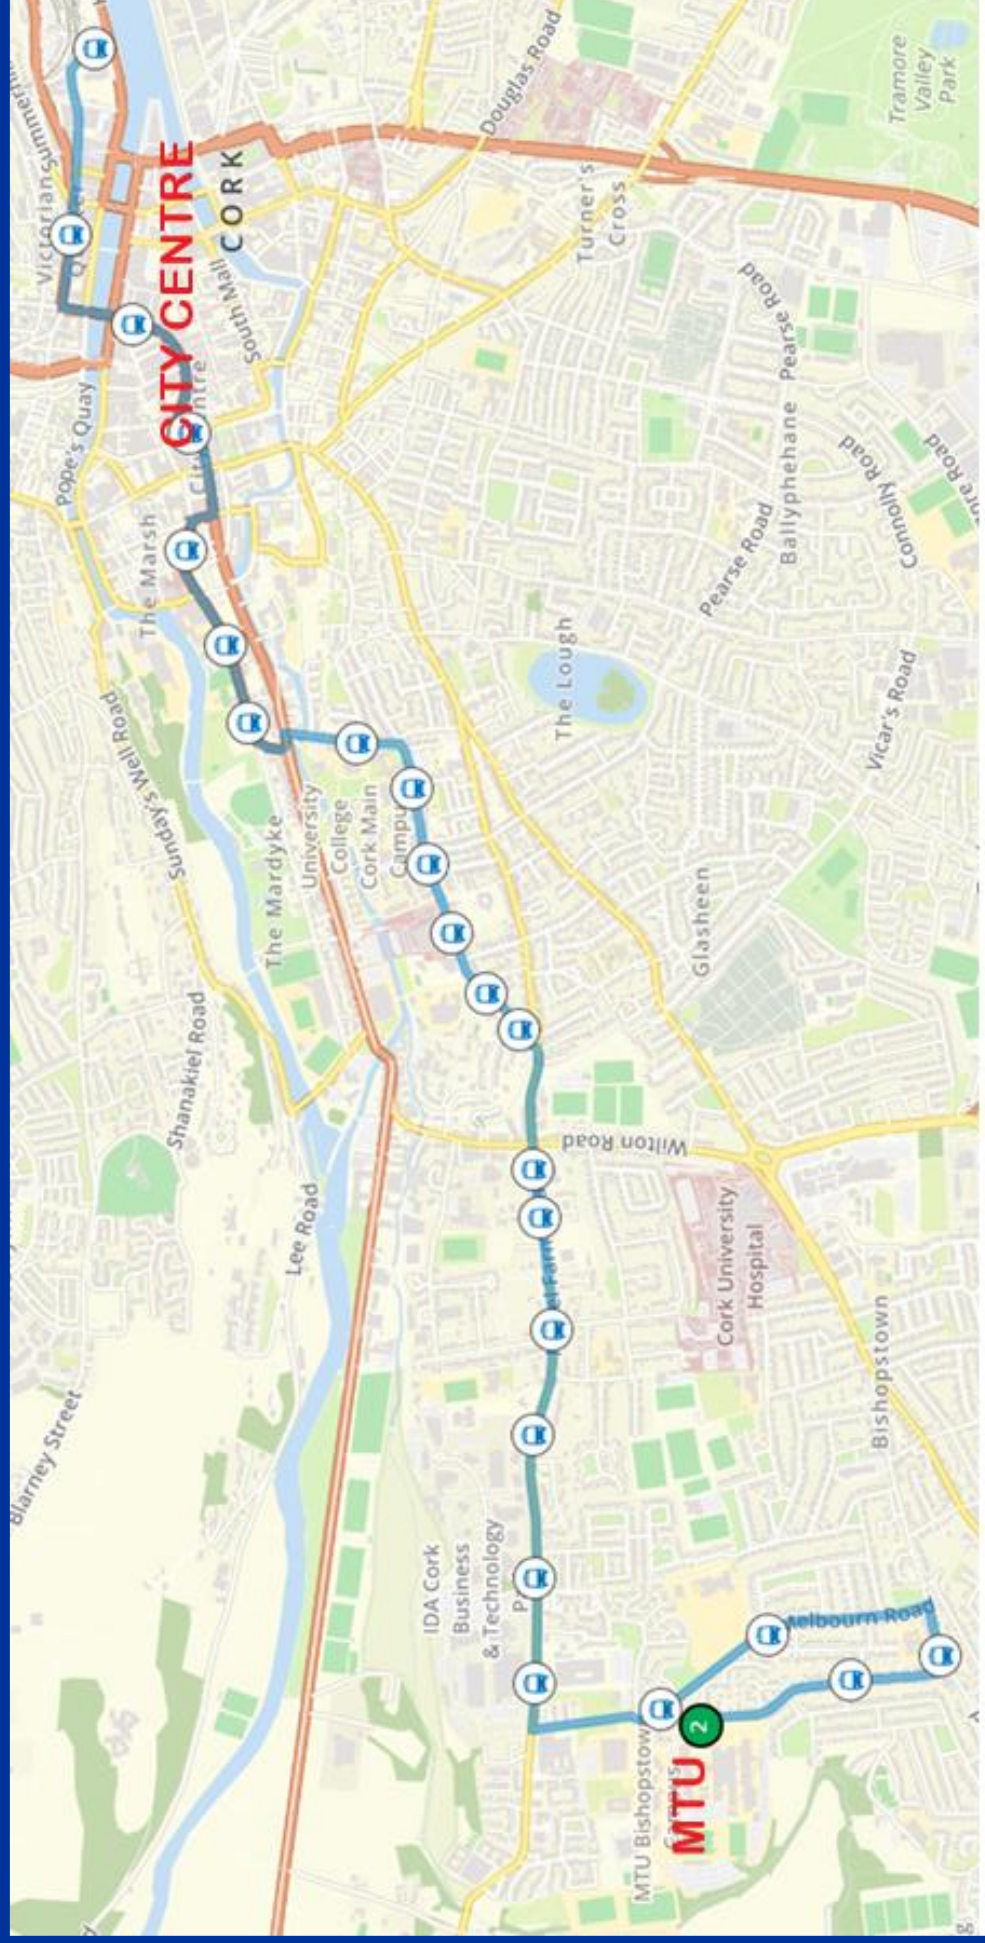 Blarney Street
Lee Road
Shanakiel Road
Sunday's Well Road
The Mardyke
The Marsh
Pope's Quay
Victorian
Summerhill
CITY CENTRE
CORK
South Mall
University
College
Cork Main
Campus
The Lough
Douglas Road
Turner's
Cross
Tramore
Valley
Park
Pearse Road
Pearse Road
Pearse Road
Ballyphehane
Connolly Road
Vicar's Road
Glasheen
Wilton Road
Cork University
Hospital
Bishopstown
IDA Cork
Business
& Technology
Melbourn Road
MTU Bishopstown
Campus
MTU
2